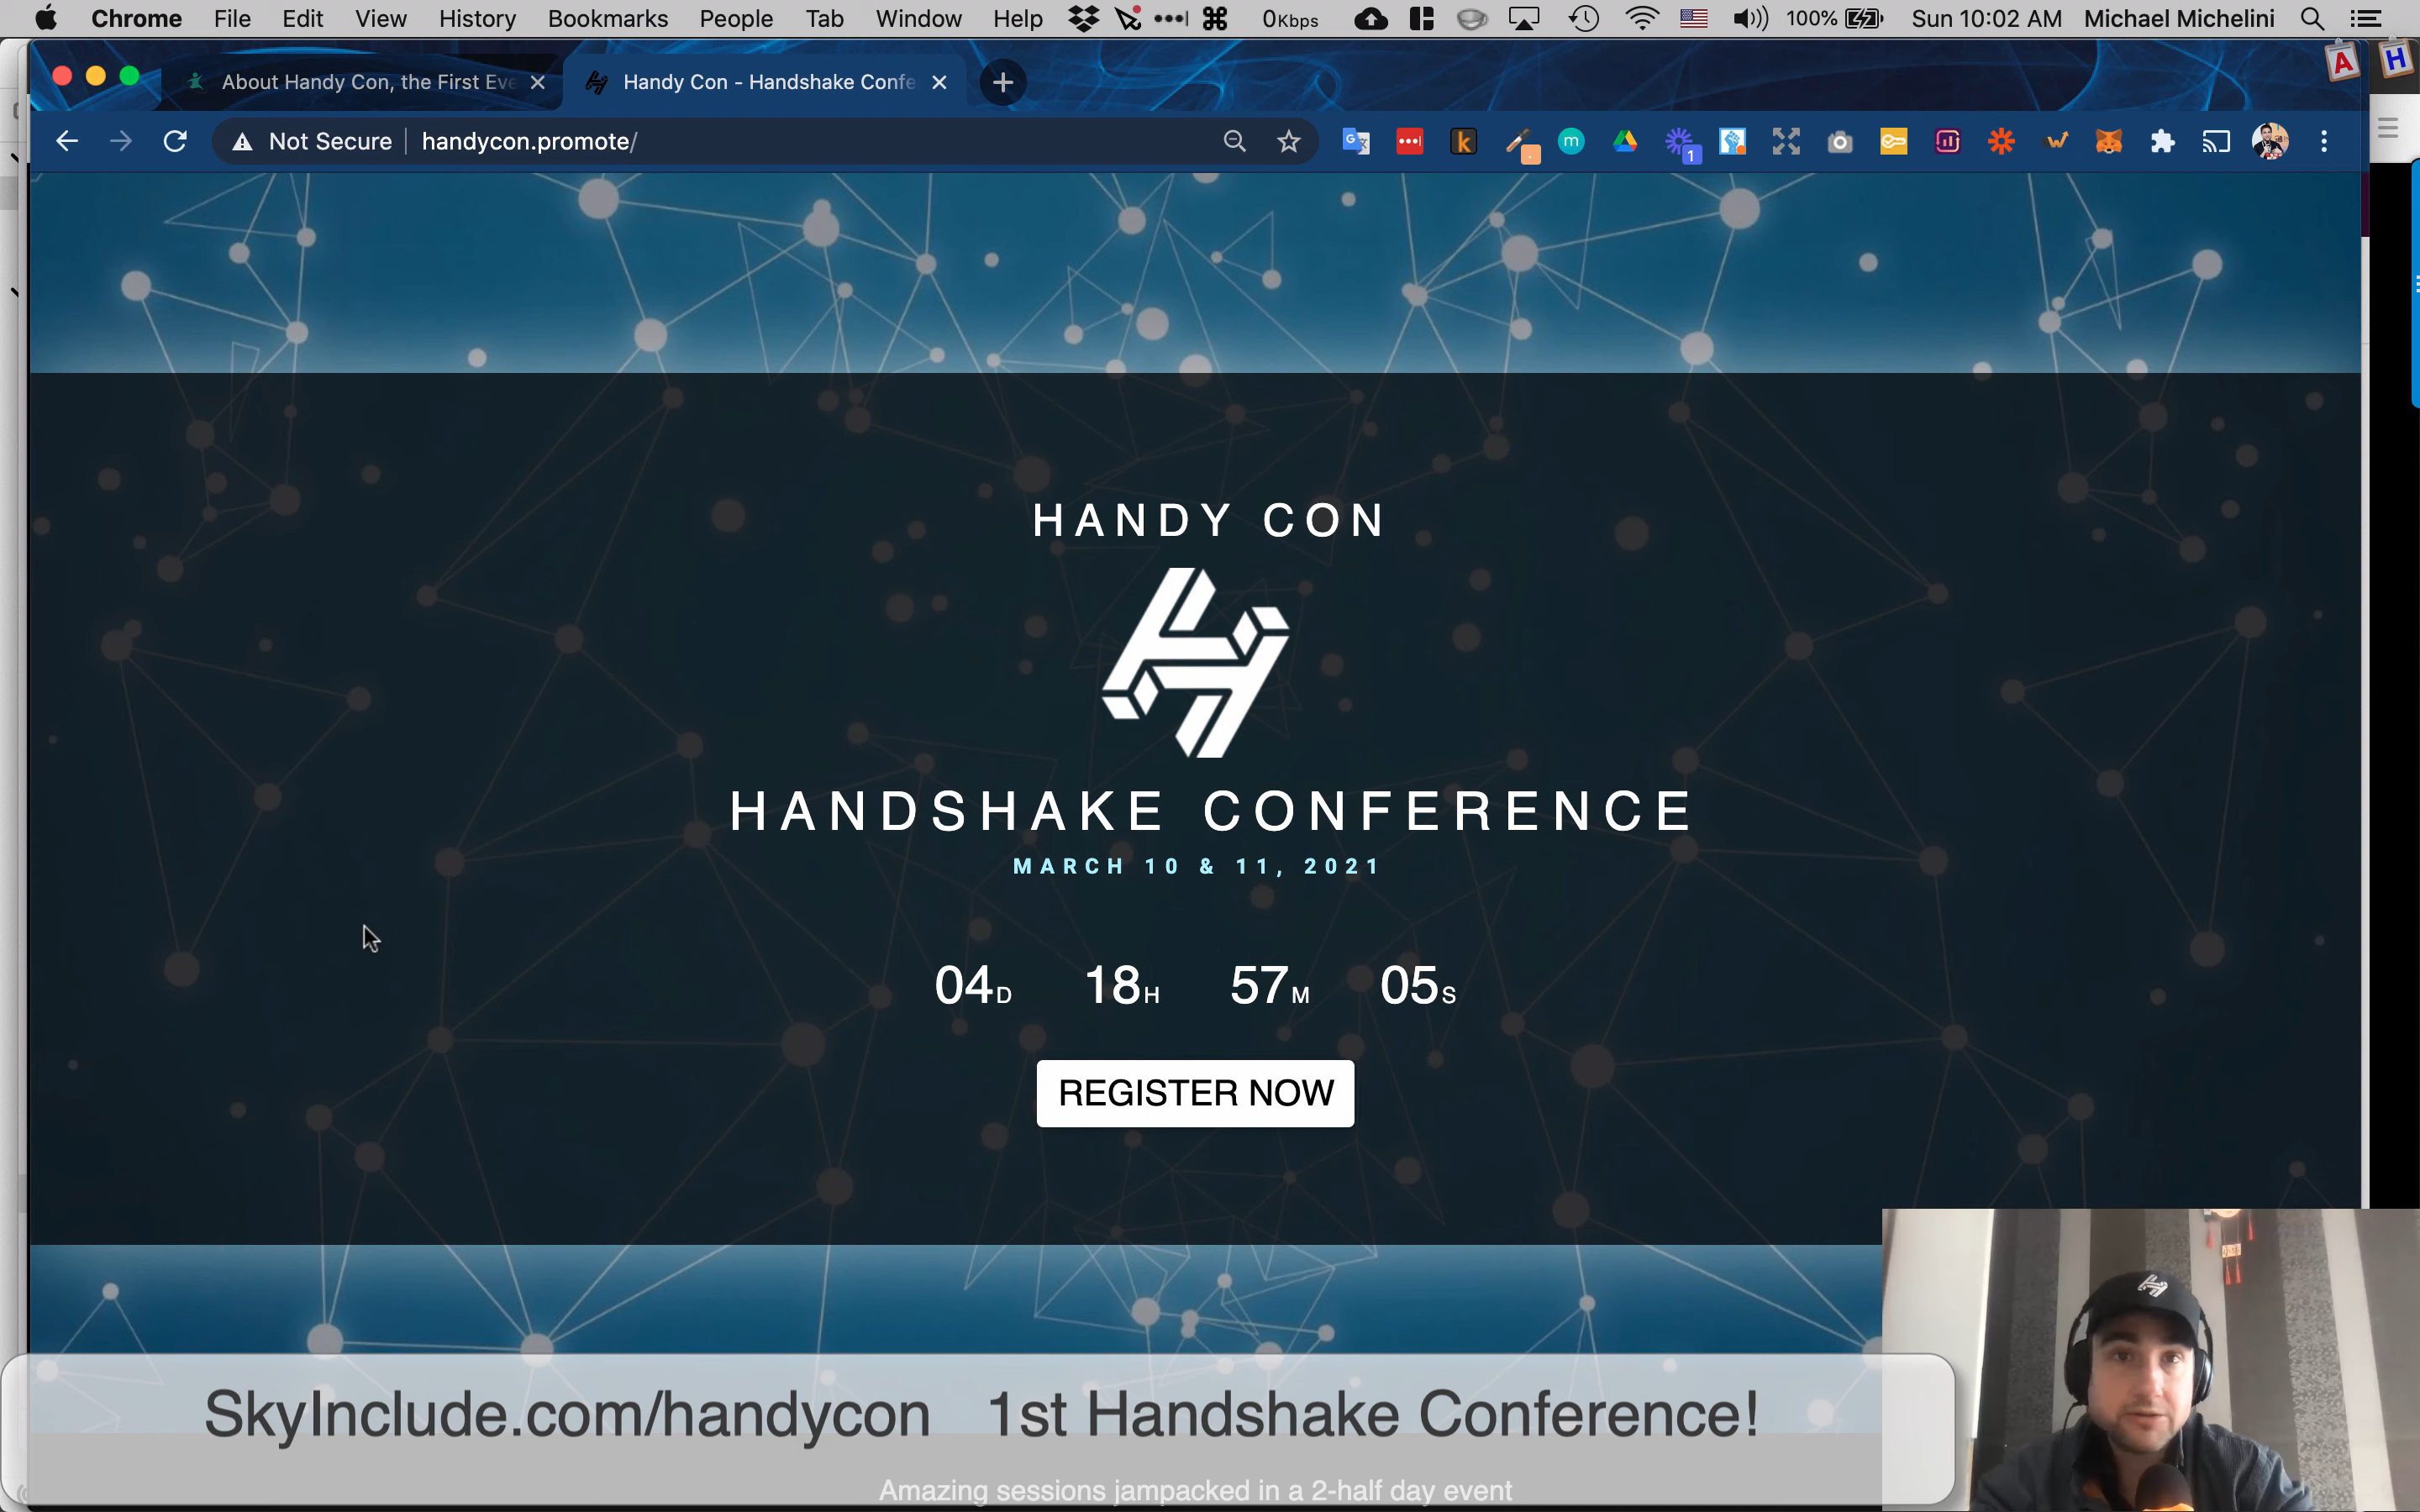 Chrome File Edit View History Bookmarks People Tab Window Help 0Kbps 100% Sun 10:02 AM Michael Michelini
About Handy Con, the First Eve Handy Con - Handshake Confe
A H
Not Secure handycon.promote/
k m 1
HANDY CON
HANDSHAKE CONFERENCE
MARCH 10 & 11, 2021
04D 18H 57M 05S
REGISTER NOW
SkyInclude.com/handycon 1st Handshake Conference!
Amazing sessions jampacked in a 2-half day event